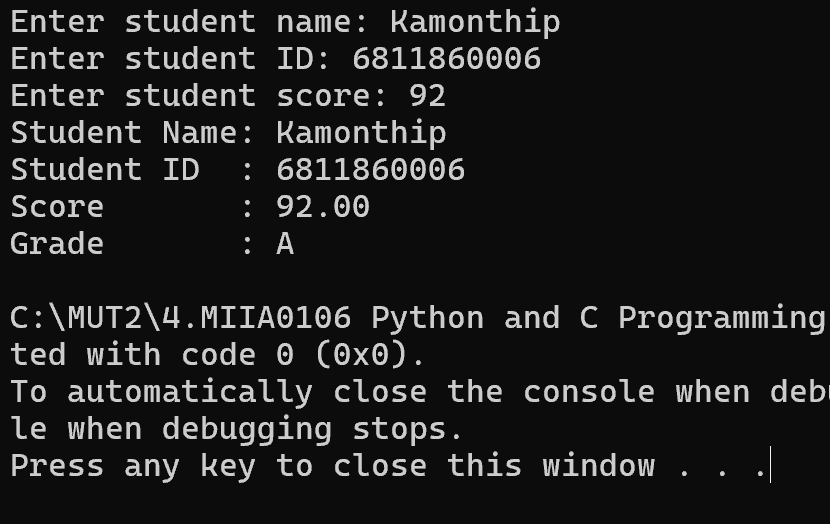 Enter student name: Kamonthip
Enter student ID: 6811860006
Enter student score: 92
Student Name: Kamonthip
Student ID  : 6811860006
Score       : 92.00
Grade       : A
C:\MUT2\4.MIIA0106 Python and C Programming
ted with code 0 (0x0).
To automatically close the console when debu
le when debugging stops.
Press any key to close this window . . .